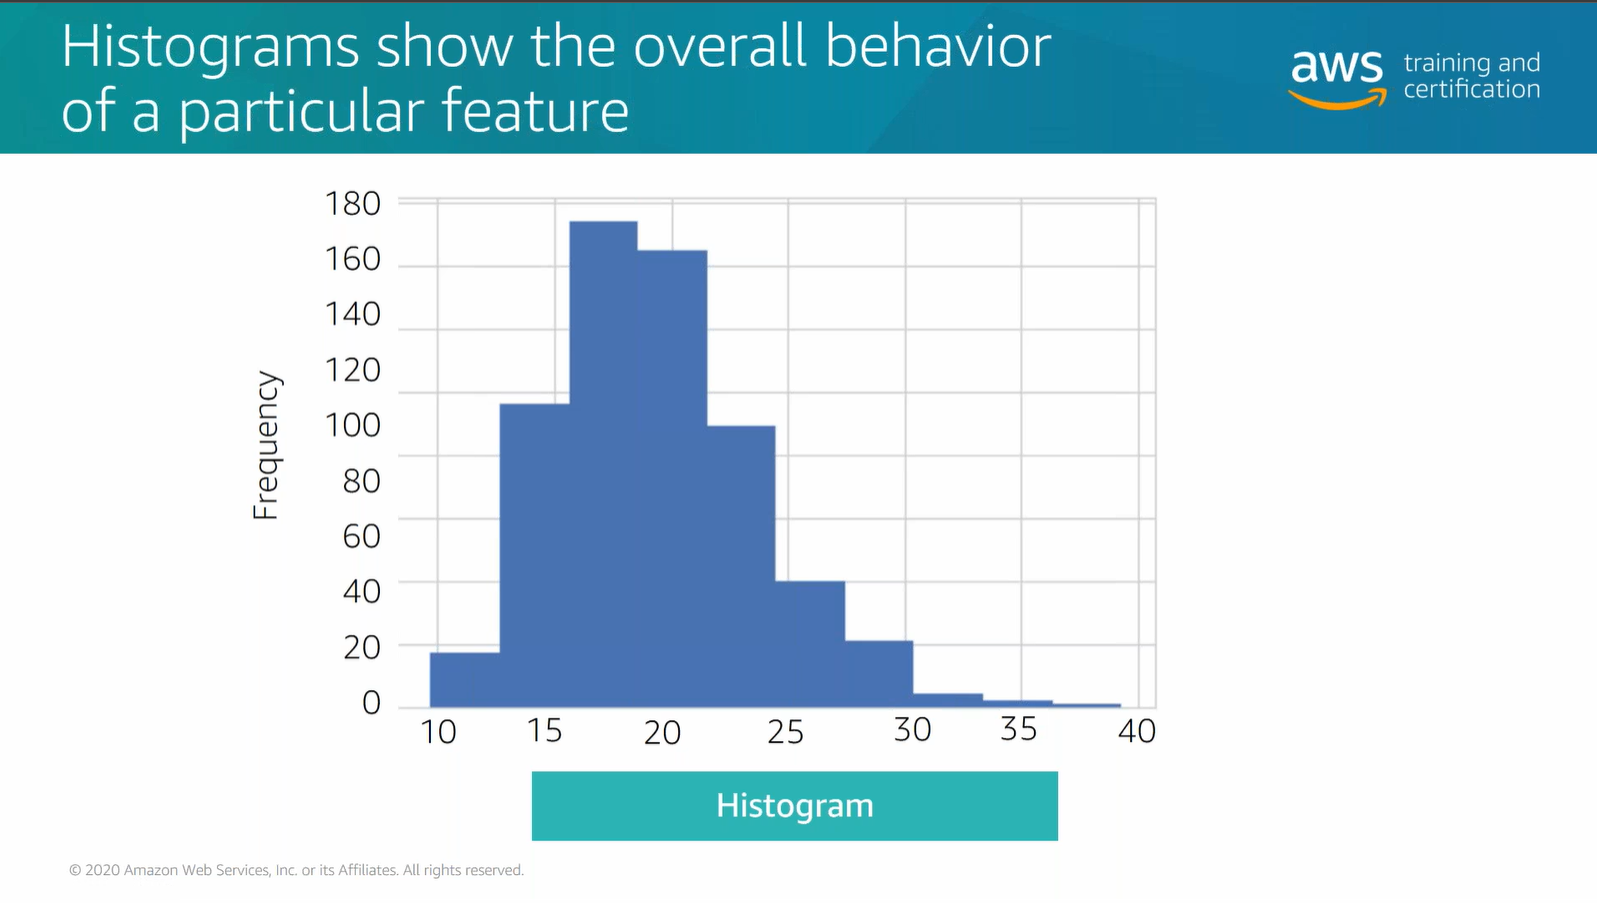 Histograms show the overall behavior
of a particular feature
aws
training and
certification
180
160
140
120
100
80
60
40
20
0
Frequency
10 15 20 25 30 35 40
Histogram
© 2020 Amazon Web Services, Inc. or its Affiliates. All rights reserved.